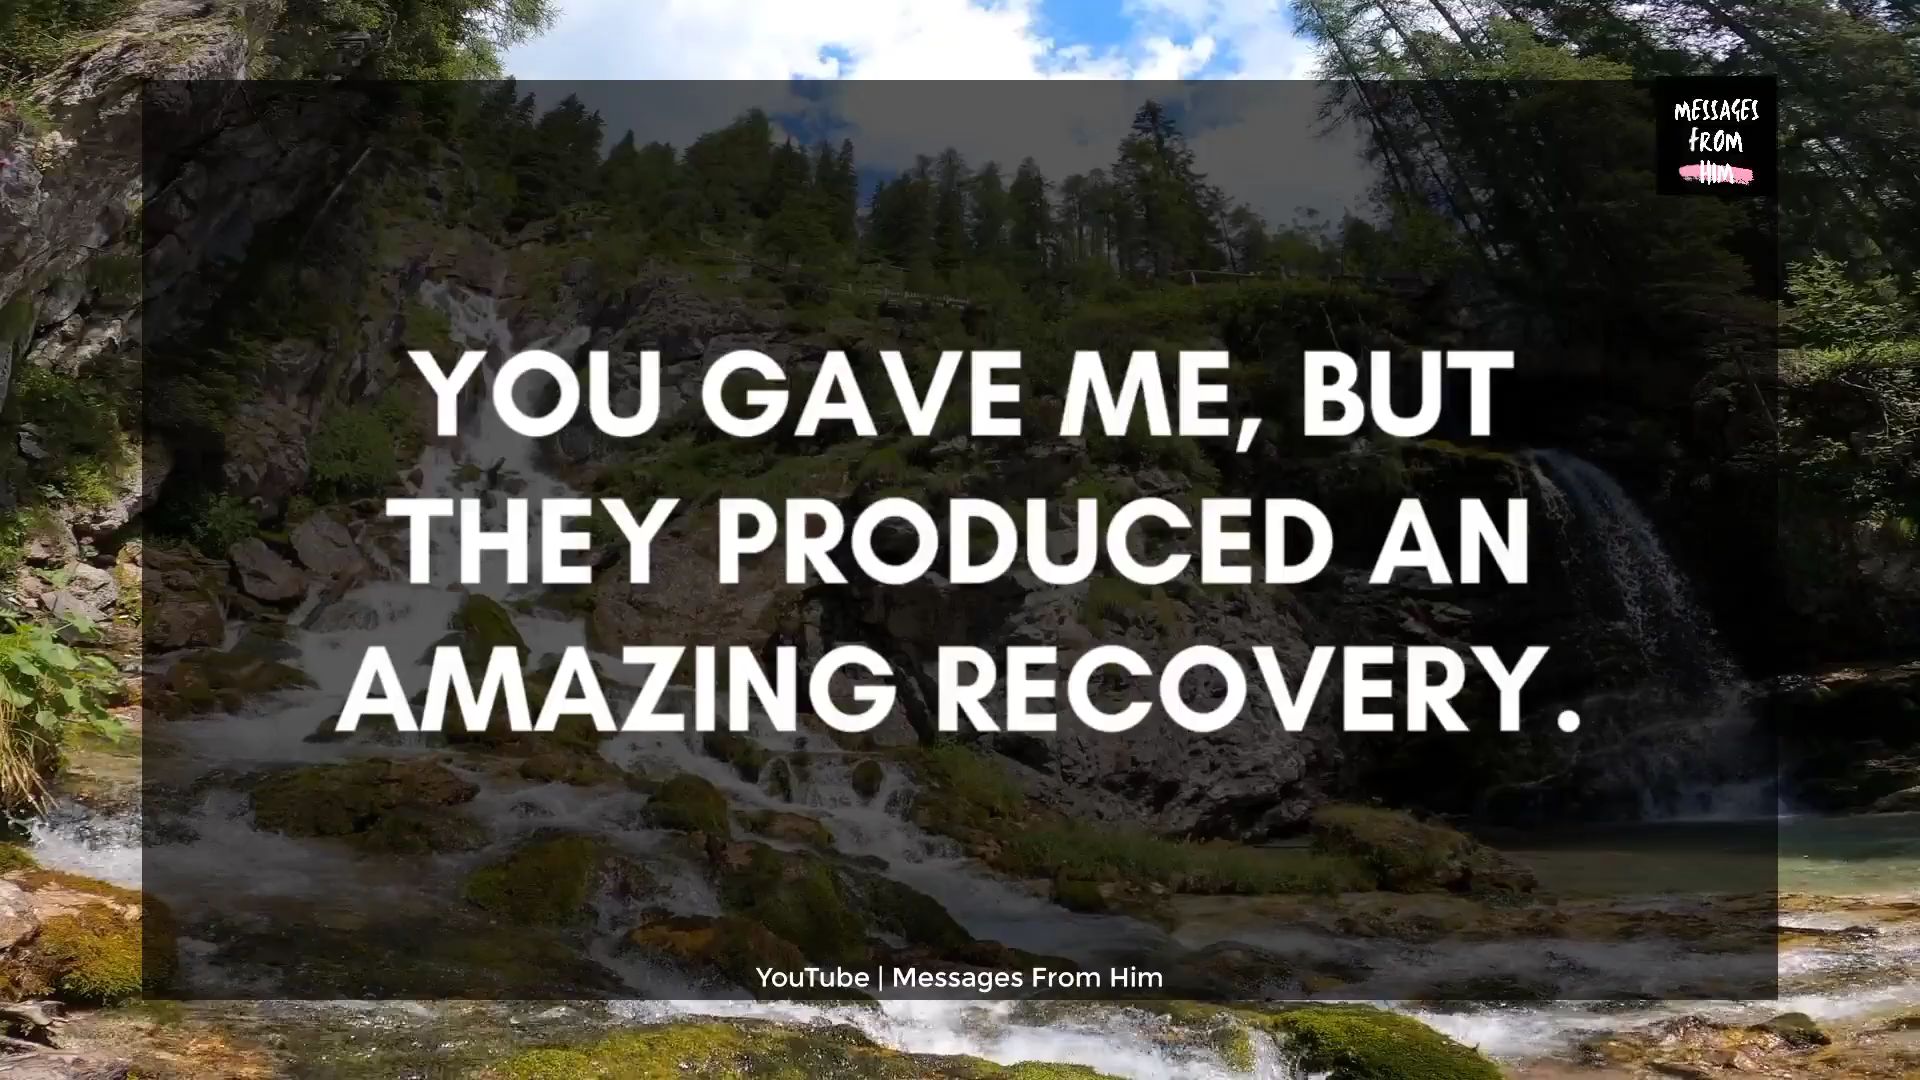 MESSAGES
FROM
HIM
YOU GAVE ME, BUT
THEY PRODUCED AN
AMAZING RECOVERY.
YouTube | Messages From Him